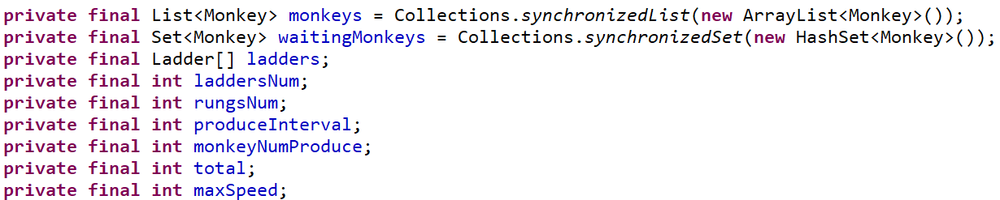 private final List<Monkey> monkeys = Collections.synchronizedList(new ArrayList<Monkey>());
private final Set<Monkey> waitingMonkeys = Collections.synchronizedSet(new HashSet<Monkey>());
private final Ladder[] ladders;
private final int laddersNum;
private final int rungsNum;
private final int produceInterval;
private final int monkeyNumProduce;
private final int total;
private final int maxSpeed;